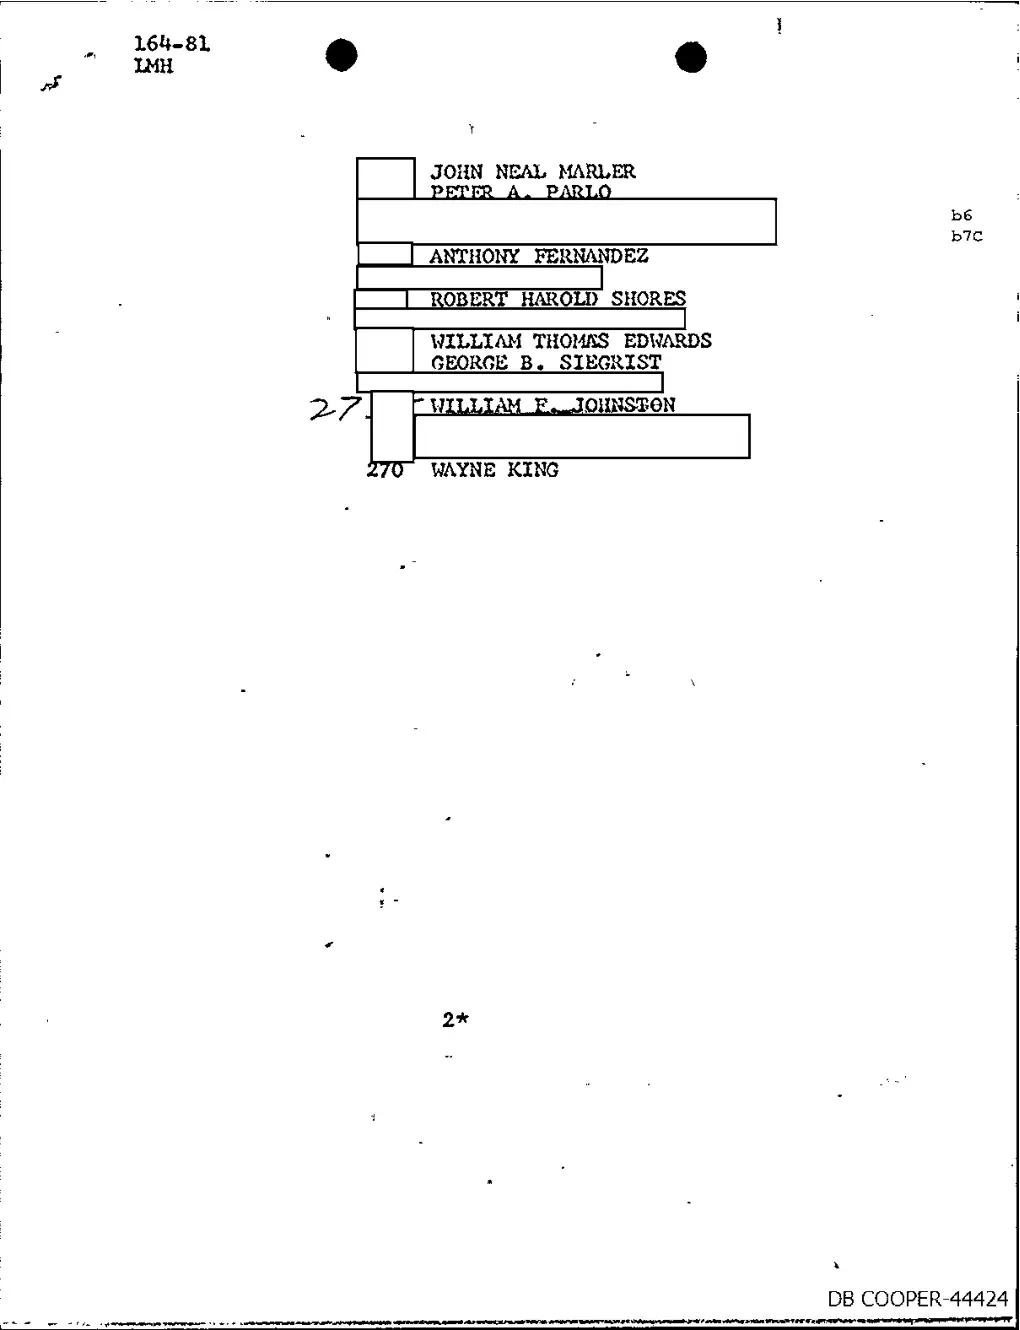 164-81
LMH
JOHN NEAL MARLER
PETER A. PARLO
b6
b7C
ANTHONY FERNANDEZ
ROBERT HAROLD SHORES
WILLIAM THOMAS EDWARDS
GEORGE B. SIEGRIST
27 WILLIAM F. JOHNSTON
270 WAYNE KING
2*
DB COOPER-44424